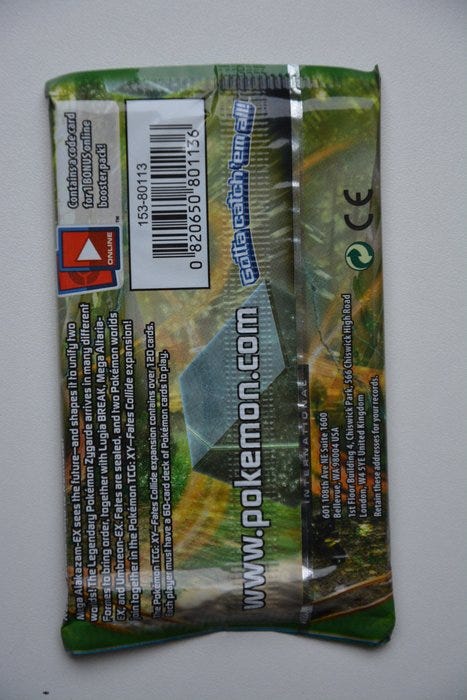 Contains a code card
for 1 BONUS online
booster pack!
ONLINE
™
153-80113
0 820650 801136
Gotta catch 'em all!
Mega Alakazam-EX sees the future—and shapes it to unify two
worlds! The Legendary Pokémon Zygarde arrives in many different
Formes to bring order, together with Lugia BREAK, Mega Altaria-
EX, and Umbreon-EX. Fates are sealed, and two Pokémon worlds
join together in the Pokémon TCG: XY—Fates Collide expansion!
The Pokémon TCG: XY—Fates Collide expansion contains over 120 cards.
Each player must have a 60-card deck of Pokémon cards to play.
www.pokemon.com
INTERNATIONAL
601 108th Ave NE Suite 1600
Bellevue, WA 98004 USA
1st Floor Building 4, Chiswick Park, 566 Chiswick High Road
London, W4 5YE United Kingdom
Retain these addresses for your records.
CE